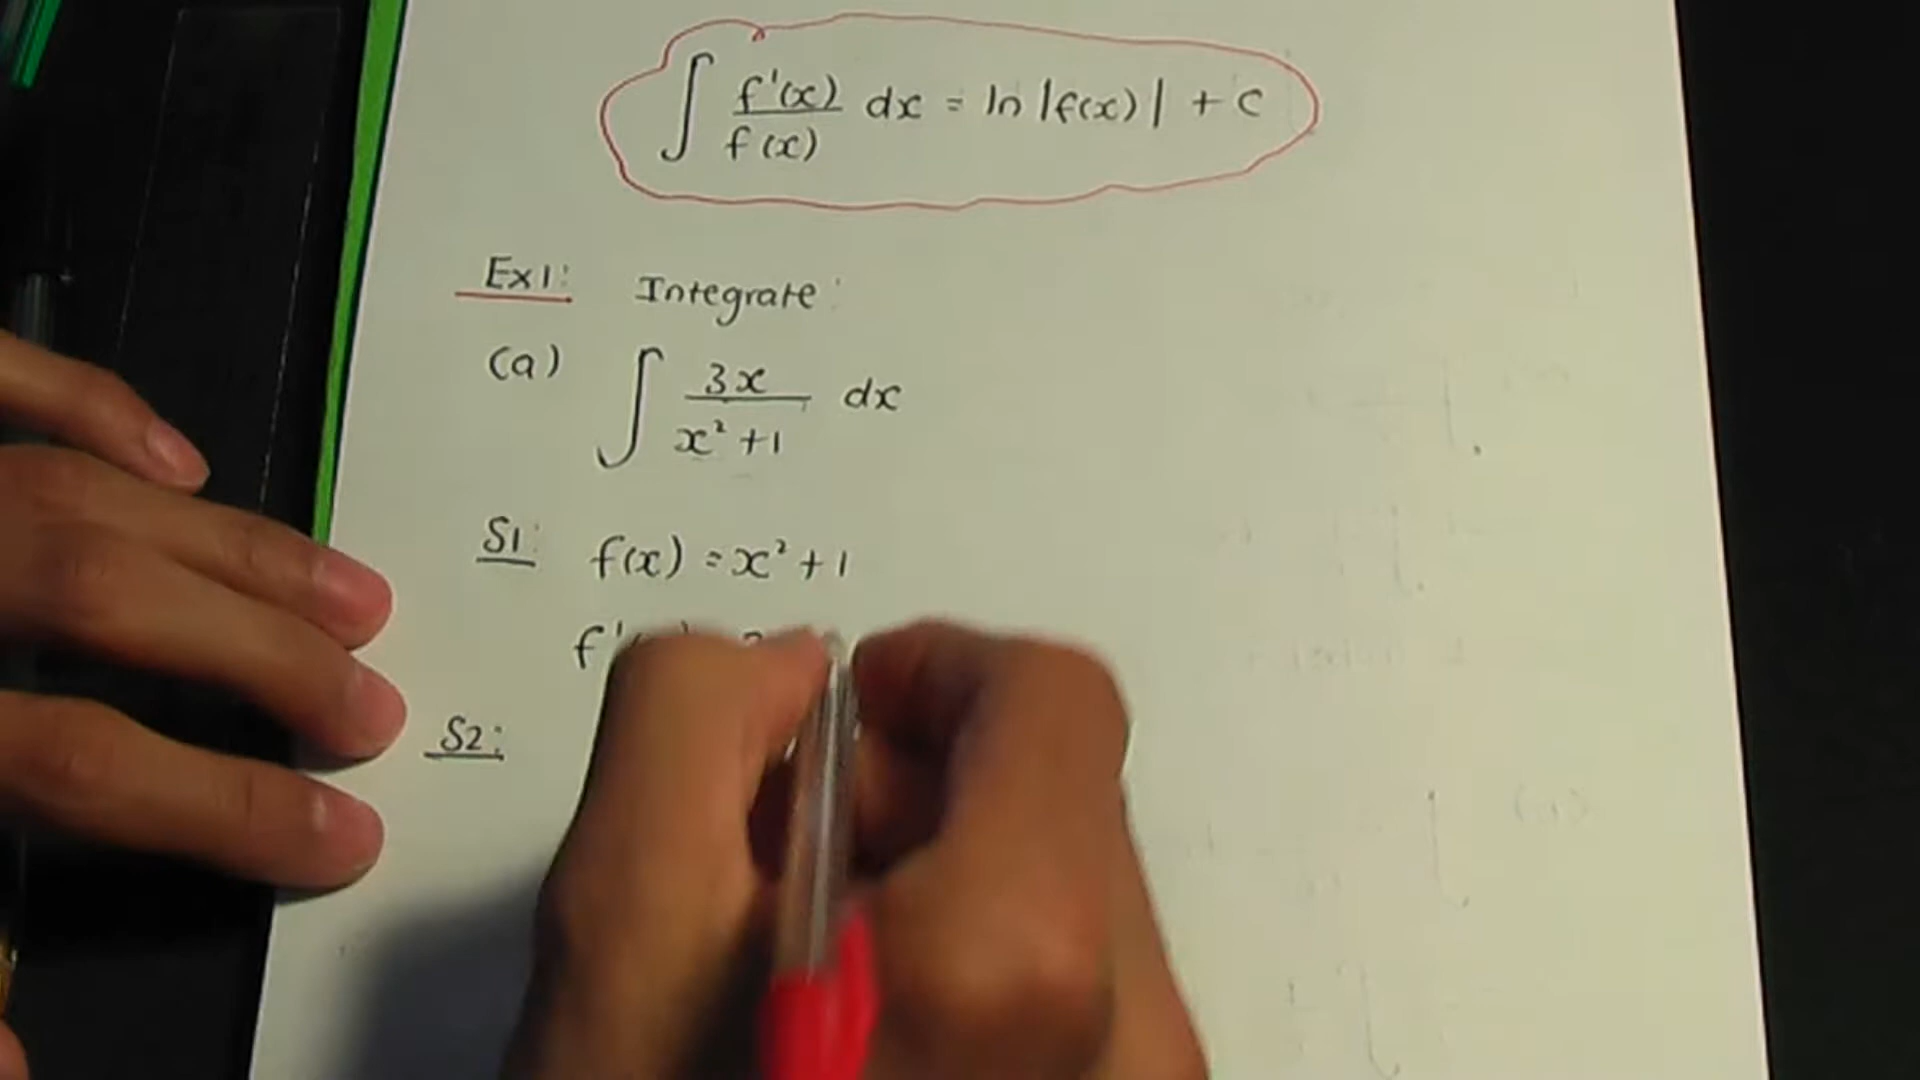 ∫ f'(x)/f(x) dx = ln |f(x)| + c
Ex1: Integrate:
(a) ∫ 3x/x² +1 dx
S1: f(x) = x² + 1
f'
S2: